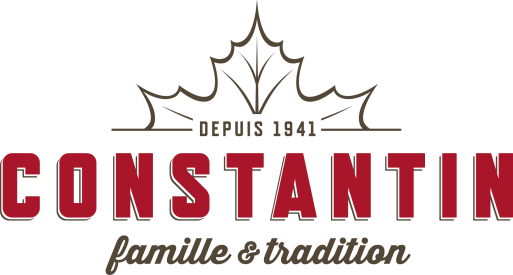 DEPUIS 1941
CONSTANTIN
famille & tradition